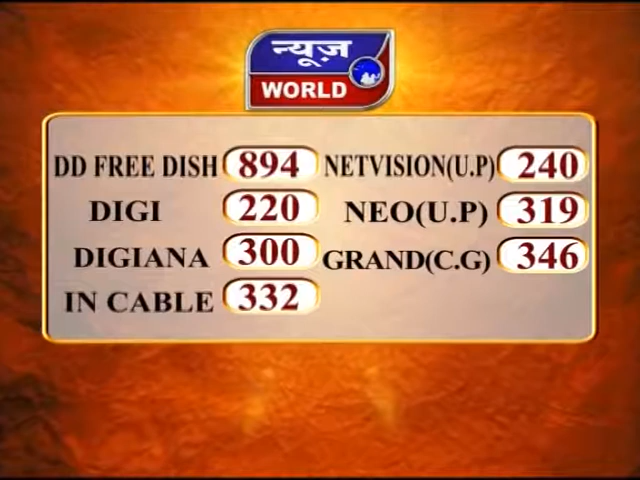 न्यूज़
WORLD
DD FREE DISH 894 NETVISION(U.P) 240
DIGI 220 NEO(U.P) 319
DIGIANA 300 GRAND(C.G) 346
IN CABLE 332